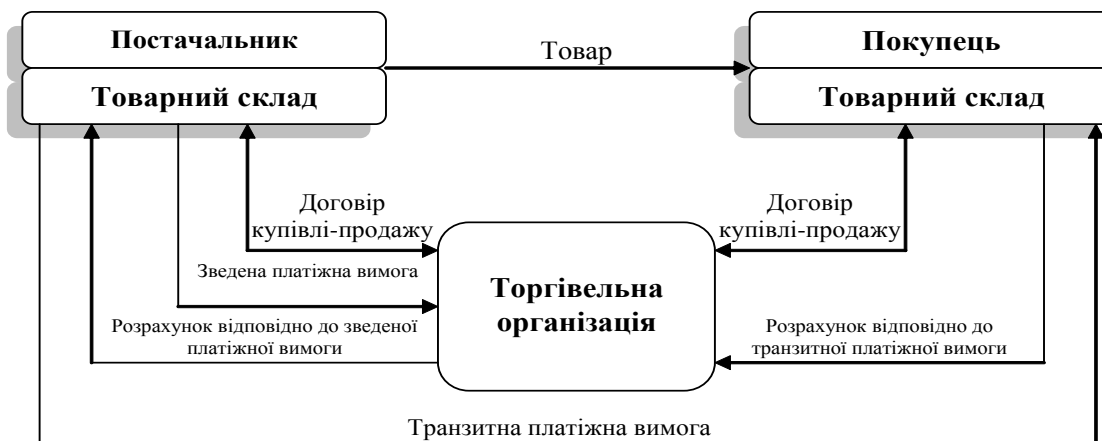 Постачальник
Товарний склад
Товар
Покупець
Товарний склад
Договір
купівлі-продажу
Договір
купівлі-продажу
Зведена платіжна вимога
Торгівельна
організація
Розрахунок відповідно до зведеної
платіжної вимоги
Розрахунок відповідно до
транзитної платіжної вимоги
Транзитна платіжна вимога